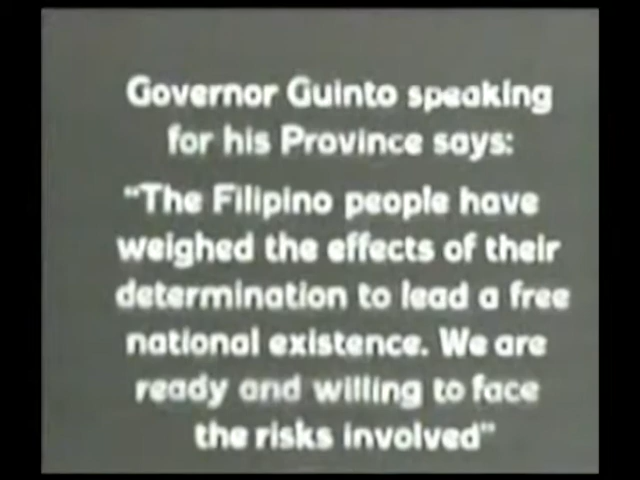 Governor Guinto speaking
for his Province says:
"The Filipino people have
weighed the effects of their
determination to lead a free
national existence. We are
ready and willing to face
the risks involved"